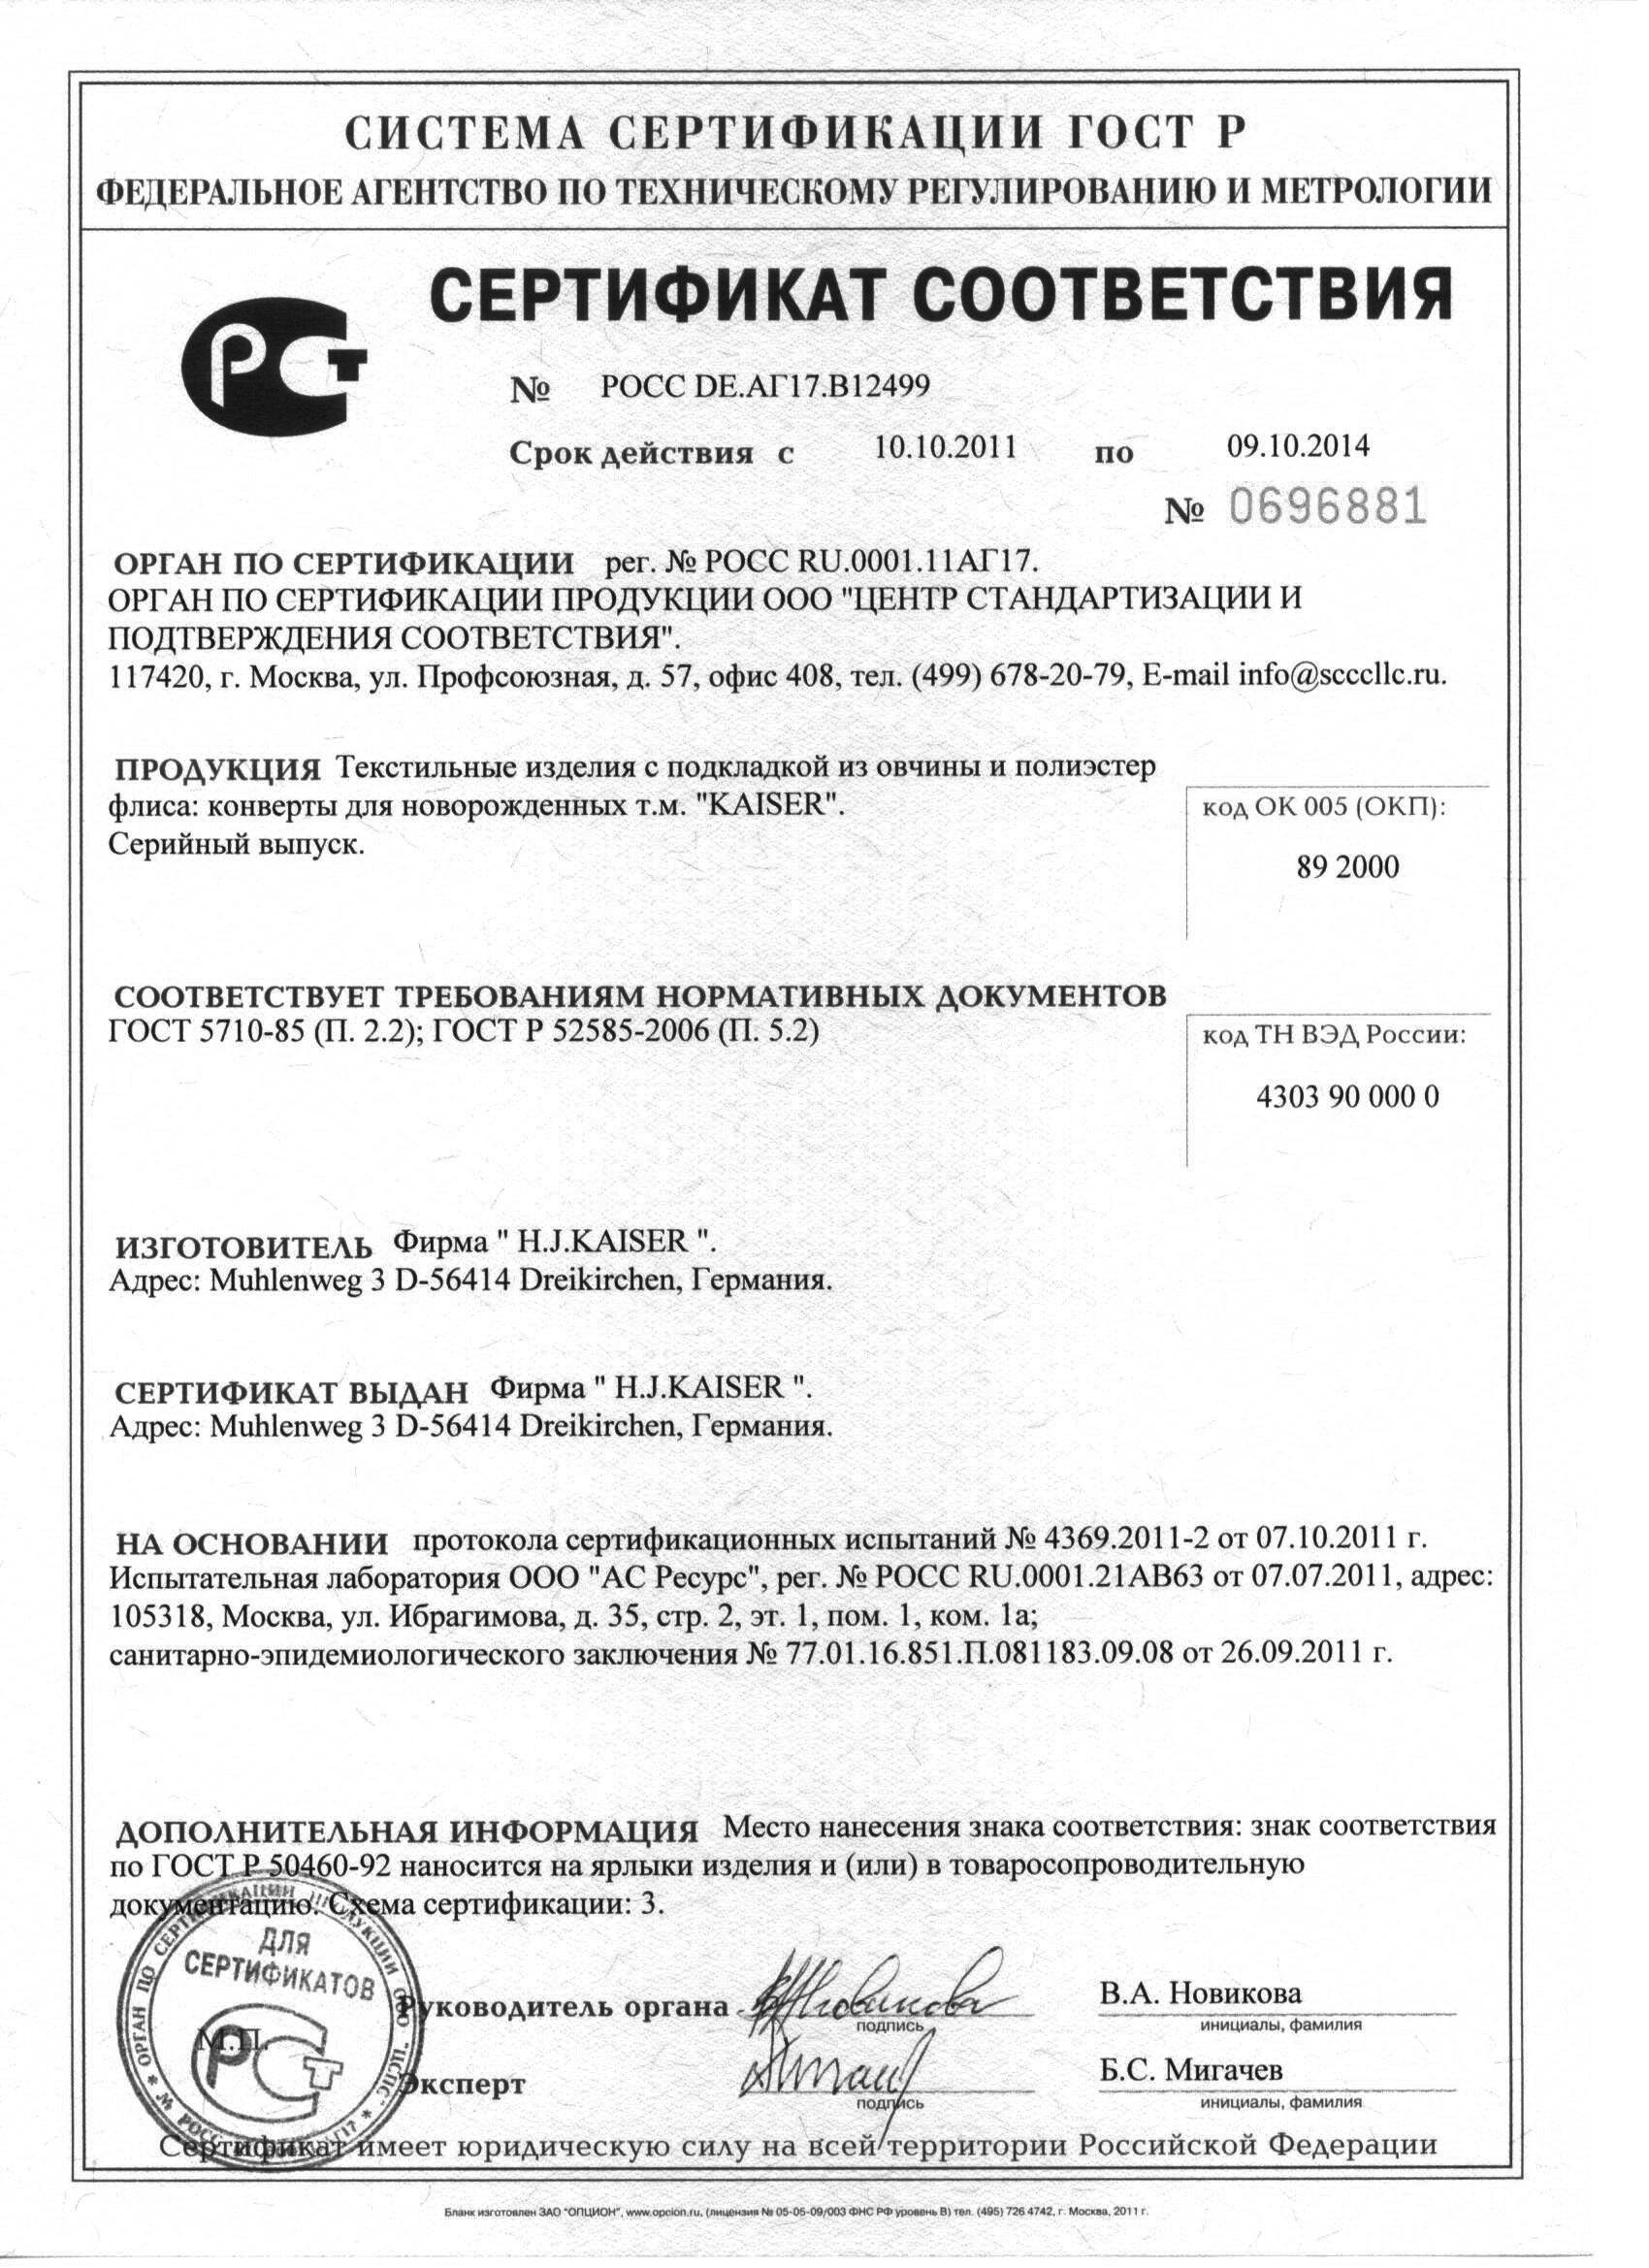 СИСТЕМА СЕРТИФИКАЦИИ ГОСТ Р
ФЕДЕРАЛЬНОЕ АГЕНТСТВО ПО ТЕХНИЧЕСКОМУ РЕГУЛИРОВАНИЮ И МЕТРОЛОГИИ
СЕРТИФИКАТ СООТВЕТСТВИЯ
РСТ
№ РОСС DE.АГ17.В12499
Срок действия с 10.10.2011 по 09.10.2014
№ 0696881
ОРГАН ПО СЕРТИФИКАЦИИ рег. № РОСС RU.0001.11АГ17.
ОРГАН ПО СЕРТИФИКАЦИИ ПРОДУКЦИИ ООО "ЦЕНТР СТАНДАРТИЗАЦИИ И
ПОДТВЕРЖДЕНИЯ СООТВЕТСТВИЯ".
117420, г. Москва, ул. Профсоюзная, д. 57, офис 408, тел. (499) 678-20-79, E-mail info@scccllc.ru.
ПРОДУКЦИЯ Текстильные изделия с подкладкой из овчины и полиэстер
флиса: конверты для новорожденных т.м. "KAISER".
Серийный выпуск.
код ОК 005 (ОКП):
89 2000
СООТВЕТСТВУЕТ ТРЕБОВАНИЯМ НОРМАТИВНЫХ ДОКУМЕНТОВ
ГОСТ 5710-85 (П. 2.2); ГОСТ Р 52585-2006 (П. 5.2)
код ТН ВЭД России:
4303 90 000 0
ИЗГОТОВИТЕЛЬ Фирма " H.J.KAISER ".
Адрес: Muhlenweg 3 D-56414 Dreikirchen, Германия.
СЕРТИФИКАТ ВЫДАН Фирма " H.J.KAISER ".
Адрес: Muhlenweg 3 D-56414 Dreikirchen, Германия.
НА ОСНОВАНИИ протокола сертификационных испытаний № 4369.2011-2 от 07.10.2011 г.
Испытательная лаборатория ООО "АС Ресурс", рег. № РОСС RU.0001.21АВ63 от 07.07.2011, адрес:
105318, Москва, ул. Ибрагимова, д. 35, стр. 2, эт. 1, пом. 1, ком. 1а;
санитарно-эпидемиологического заключения № 77.01.16.851.П.081183.09.08 от 26.09.2011 г.
ДОПОЛНИТЕЛЬНАЯ ИНФОРМАЦИЯ Место нанесения знака соответствия: знак соответствия
по ГОСТ Р 50460-92 наносится на ярлыки изделия и (или) в товаросопроводительную
документацию. Схема сертификации: 3.
ОРГАН ПО СЕРТИФИКАЦИИ ПРОДУКЦИИ ООО "ЦСПС"
ДЛЯ
СЕРТИФИКАТОВ
РСТ
М.П.
Руководитель органа
подпись
В.А. Новикова
инициалы, фамилия
Эксперт
подпись
Б.С. Мигачев
инициалы, фамилия
Сертификат имеет юридическую силу на всей территории Российской Федерации
Бланк изготовлен ЗАО "ОПЦИОН", www.opcion.ru, (лицензия № 05-05-09/003 ФНС РФ уровень В) тел. (495) 726 4742, г. Москва, 2011 г.